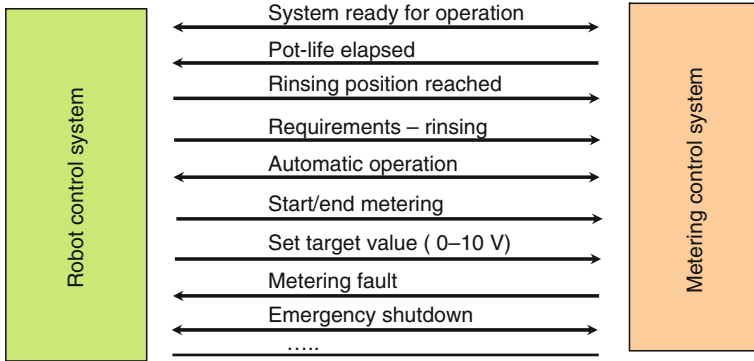 System ready for operation
Pot-life elapsed
Rinsing position reached
Requirements – rinsing
Automatic operation
Start/end metering
Set target value ( 0–10 V)
Metering fault
Emergency shutdown
…..
Robot control system
Metering control system